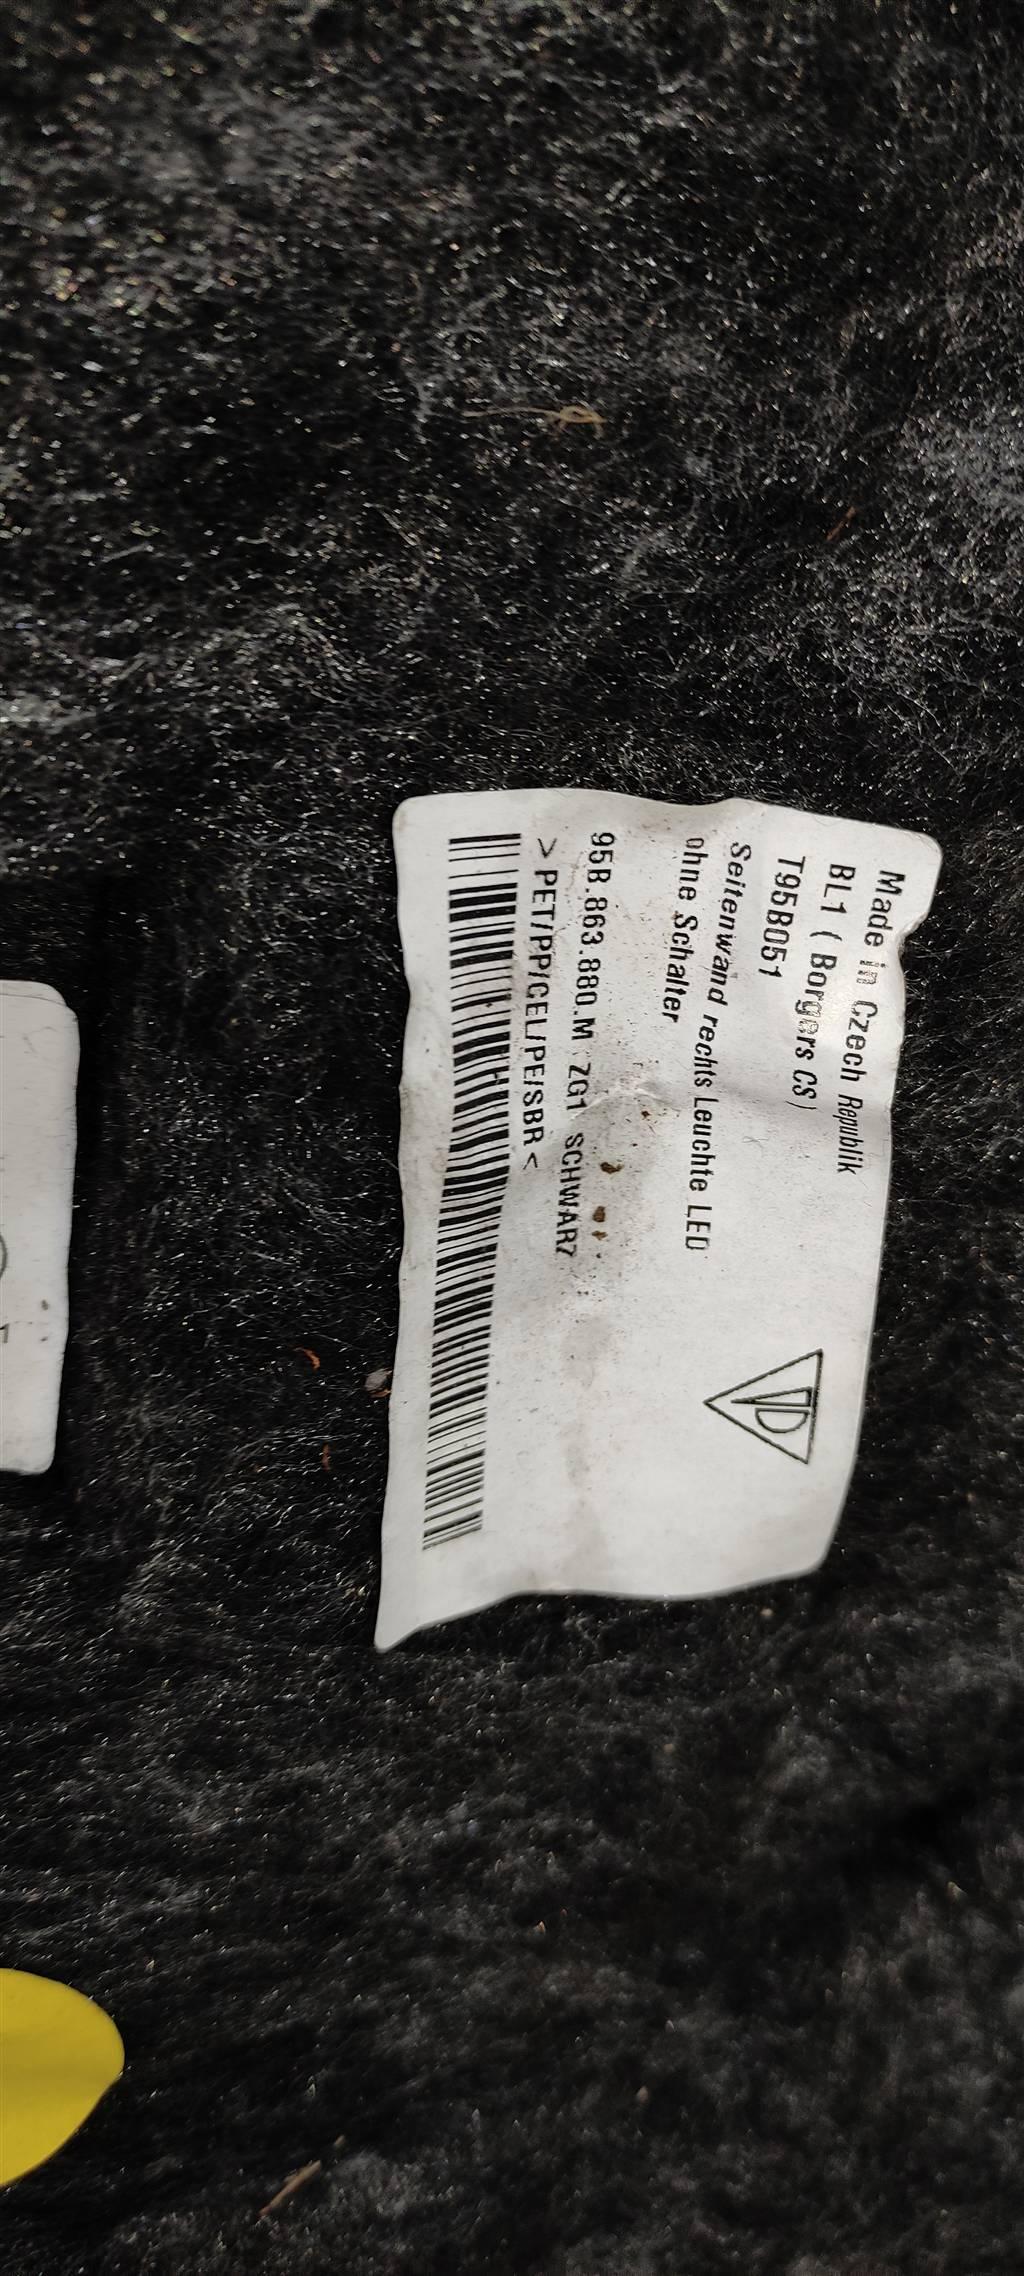 Made in Czech Republik
BL1 ( Borgers CS )
T95B051
Seitenwand rechts Leuchte LED
ohne Schalter
95B.863.880.M ZG1 SCHWARZ
>PET/PP/CEL/PE/SBR<
1